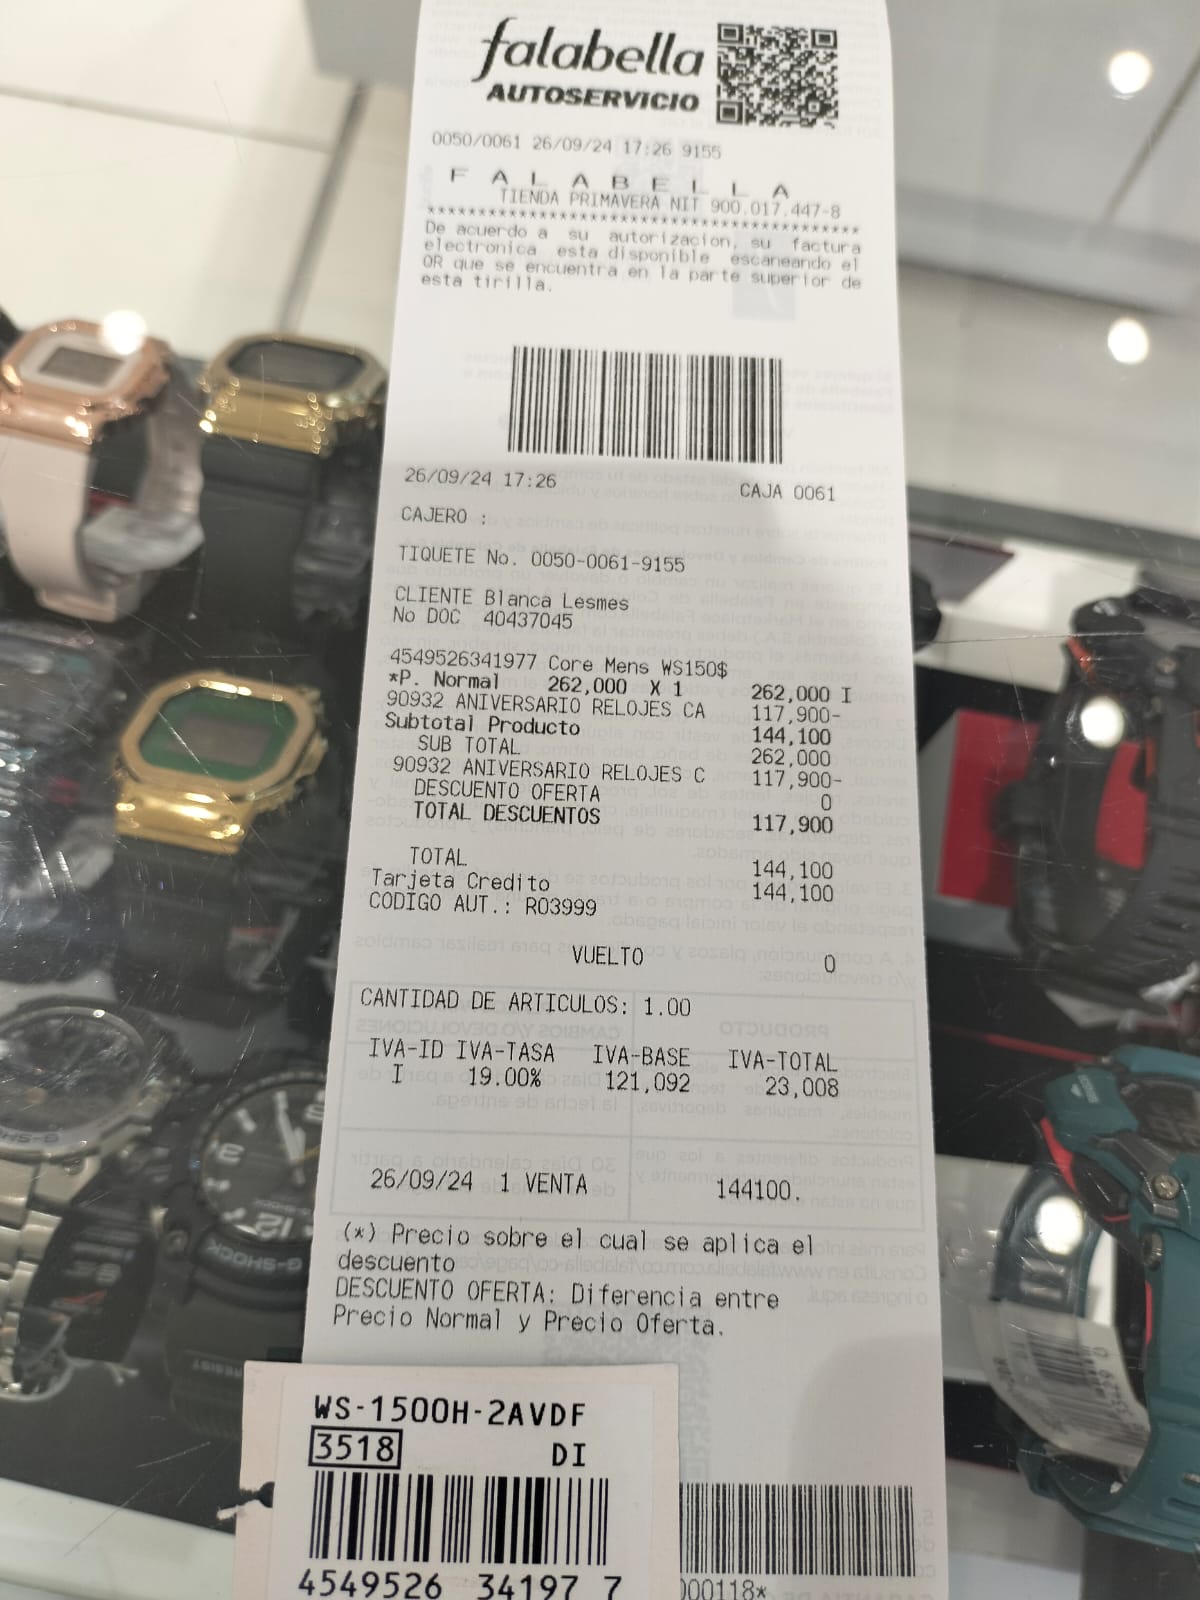 falabella
AUTOSERVICIO
0050/0061 26/09/24 17:26 9155
F A L A B E L L A
TIENDA PRIMAVERA NIT 900.017.447-8
******************************************
De acuerdo a su autorizacion, su factura
electronica esta disponible escaneando el
QR que se encuentra en la parte superior de
esta tirilla.
26/09/24 17:26 CAJA 0061
CAJERO :
TIQUETE No. 0050-0061-9155
CLIENTE Blanca Lesmes
No DOC 40437045
4549526341977 Core Mens WS150$
*P. Normal 262,000 X 1 262,000 I
90932 ANIVERSARIO RELOJES CA 117,900-
Subtotal Producto 144,100
SUB TOTAL 262,000
90932 ANIVERSARIO RELOJES C 117,900-
DESCUENTO OFERTA 0
TOTAL DESCUENTOS 117,900
TOTAL 144,100
Tarjeta Credito 144,100
CODIGO AUT.: R03999
VUELTO 0
CANTIDAD DE ARTICULOS: 1.00
IVA-ID IVA-TASA IVA-BASE IVA-TOTAL
I 19.00% 121,092 23,008
26/09/24 1 VENTA 144100.
(*) Precio sobre el cual se aplica el
descuento
DESCUENTO OFERTA: Diferencia entre
Precio Normal y Precio Oferta.
WS-1500H-2AVDF
3518 DI
4549526 34197 7
000118*
G-SHOCK
G-SHOCK